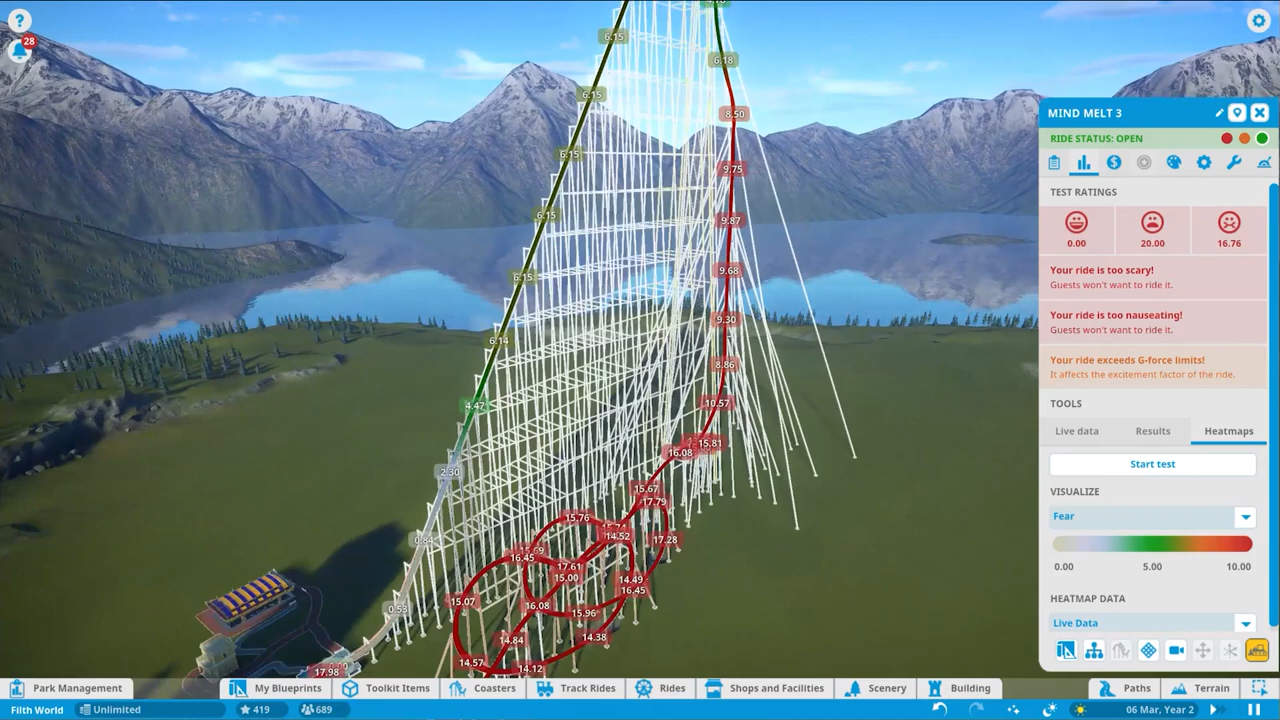 ?
28
6.15
6.18
6.15
8.50
6.15
9.75
6.15
9.87
6.15
9.68
6.14
9.30
8.86
4.47
10.57
15.81
16.08
2.30
15.67
17.79
15.76
14.52
17.28
0.84
16.45
17.61
15.00
14.49
16.45
15.07
16.08
15.96
0.53
14.84
14.38
14.57
14.12
17.98
MIND MELT 3
RIDE STATUS: OPEN
TEST RATINGS
0.00 20.00 16.76
Your ride is too scary!
Guests won't want to ride it.
Your ride is too nauseating!
Guests won't want to ride it.
Your ride exceeds G-force limits!
It affects the excitement factor of the ride.
TOOLS
Live data Results Heatmaps
Start test
VISUALIZE
Fear
0.00 5.00 10.00
HEATMAP DATA
Live Data
Park Management My Blueprints Toolkit Items Coasters Track Rides Rides Shops and Facilities Scenery Building Paths Terrain
Filth World Unlimited 419 689 06 Mar, Year 2